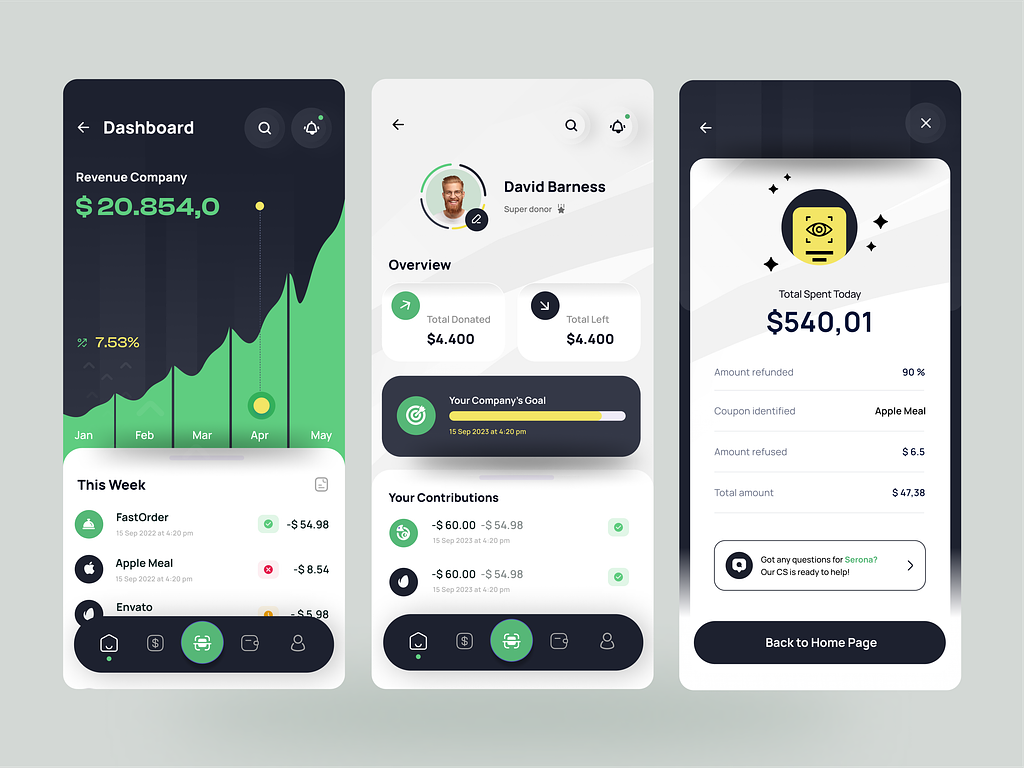 Dashboard
Revenue Company
$ 20.854,0
7.53%
Jan Feb Mar Apr May
This Week
FastOrder
15 Sep 2022 at 4:20 pm
-$ 54.98
Apple Meal
15 Sep 2022 at 4:20 pm
-$ 8.54
Envato
- $ 5.98
David Barness
Super donor
Overview
Total Donated
$4.400
Total Left
$4.400
Your Company's Goal
15 Sep 2023 at 4:20 pm
Your Contributions
-$ 60.00 -$ 54.98
15 Sep 2023 at 4:20 pm
-$ 60.00 -$ 54.98
15 Sep 2023 at 4:20 pm
Total Spent Today
$540,01
Amount refunded 90 %
Coupon identified Apple Meal
Amount refused $ 6.5
Total amount $ 47,38
Got any questions for Serona?
Our CS is ready to help!
Back to Home Page